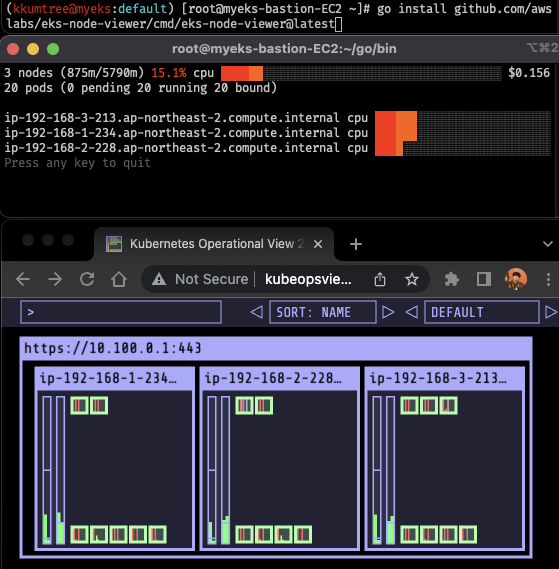 (kkumtree@myeks:default) [root@myeks-bastion-EC2 ~]# go install github.com/aws
labs/eks-node-viewer/cmd/eks-node-viewer@latest
root@myeks-bastion-EC2:~/go/bin
⌥⌘2
3 nodes (875m/5790m) 15.1% cpu $0.156
20 pods (0 pending 20 running 20 bound)
ip-192-168-3-213.ap-northeast-2.compute.internal cpu
ip-192-168-1-234.ap-northeast-2.compute.internal cpu
ip-192-168-2-228.ap-northeast-2.compute.internal cpu
Press any key to quit
Kubernetes Operational View 2
Not Secure | kubeopsvie...
> SORT: NAME DEFAULT
https://10.100.0.1:443
ip-192-168-1-234… ip-192-168-2-228… ip-192-168-3-213…